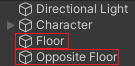 Directional Light
Character
Floor
Opposite Floor